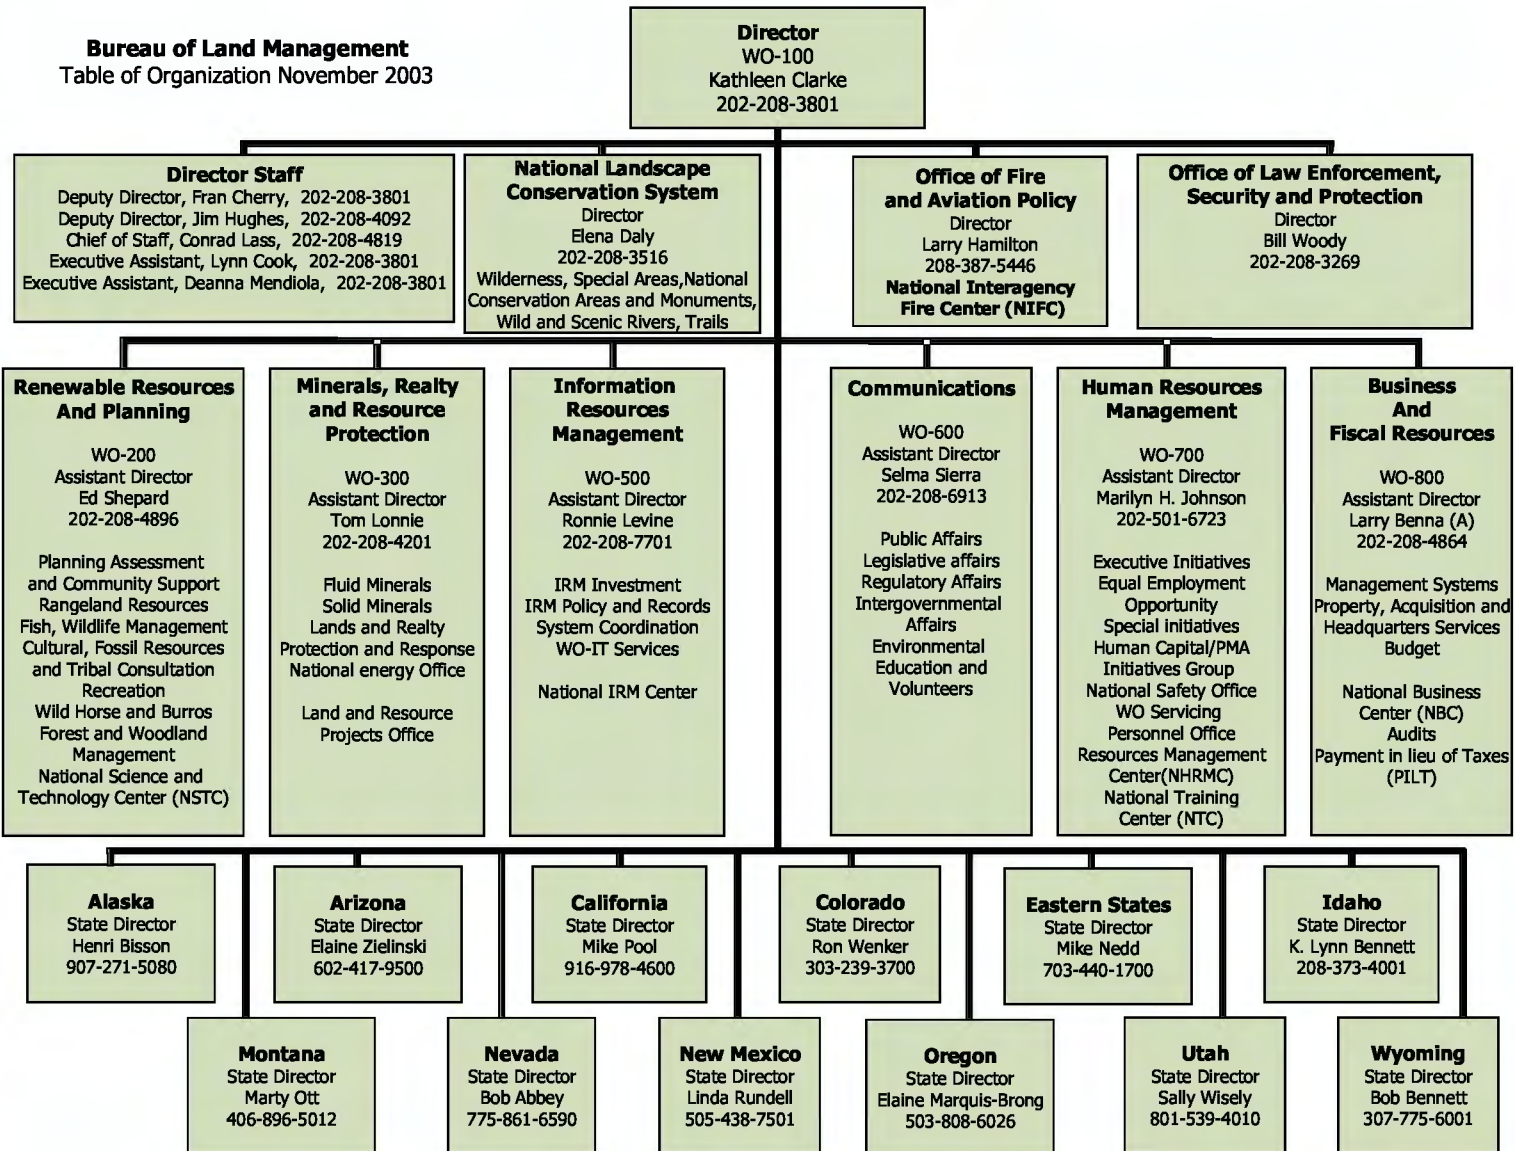 Bureau of Land Management
Table of Organization November 2003
Director
WO-100
Kathleen Clarke
202-208-3801
Director Staff
Deputy Director, Fran Cherry, 202-208-3801
Deputy Director, Jim Hughes, 202-208-4092
Chief of Staff, Conrad Lass, 202-208-4819
Executive Assistant, Lynn Cook, 202-208-3801
Executive Assistant, Deanna Mendiola, 202-208-3801
National Landscape
Conservation System
Director
Elena Daly
202-208-3516
Wilderness, Special Areas,National
Conservation Areas and Monuments,
Wild and Scenic Rivers, Trails
Office of Fire
and Aviation Policy
Director
Larry Hamilton
208-387-5446
National Interagency
Fire Center (NIFC)
Office of Law Enforcement,
Security and Protection
Director
Bill Woody
202-208-3269
Renewable Resources
And Planning
WO-200
Assistant Director
Ed Shepard
202-208-4896
Planning Assessment
and Community Support
Rangeland Resources
Fish, Wildlife Management
Cultural, Fossil Resources
and Tribal Consultation
Recreation
Wild Horse and Burros
Forest and Woodland
Management
National Science and
Technology Center (NSTC)
Minerals, Realty
and Resource
Protection
WO-300
Assistant Director
Tom Lonnie
202-208-4201
Fluid Minerals
Solid Minerals
Lands and Realty
Protection and Response
National energy Office
Land and Resource
Projects Office
Information
Resources
Management
WO-500
Assistant Director
Ronnie Levine
202-208-7701
IRM Investment
IRM Policy and Records
System Coordination
WO-IT Services
National IRM Center
Communications
WO-600
Assistant Director
Selma Sierra
202-208-6913
Public Affairs
Legislative affairs
Regulatory Affairs
Intergovernmental
Affairs
Environmental
Education and
Volunteers
Human Resources
Management
WO-700
Assistant Director
Marilyn H. Johnson
202-501-6723
Executive Initiatives
Equal Employment
Opportunity
Special initiatives
Human Capital/PMA
Initiatives Group
National Safety Office
WO Servicing
Personnel Office
Resources Management
Center(NHRMC)
National Training
Center (NTC)
Business
And
Fiscal Resources
WO-800
Assistant Director
Larry Benna (A)
202-208-4864
Management Systems
Property, Acquisition and
Headquarters Services
Budget
National Business
Center (NBC)
Audits
Payment in lieu of Taxes
(PILT)
Alaska
State Director
Henri Bisson
907-271-5080
Arizona
State Director
Elaine Zielinski
602-417-9500
California
State Director
Mike Pool
916-978-4600
Colorado
State Director
Ron Wenker
303-239-3700
Eastern States
State Director
Mike Nedd
703-440-1700
Idaho
State Director
K. Lynn Bennett
208-373-4001
Montana
State Director
Marty Ott
406-896-5012
Nevada
State Director
Bob Abbey
775-861-6590
New Mexico
State Director
Linda Rundell
505-438-7501
Oregon
State Director
Elaine Marquis-Brong
503-808-6026
Utah
State Director
Sally Wisely
801-539-4010
Wyoming
State Director
Bob Bennett
307-775-6001